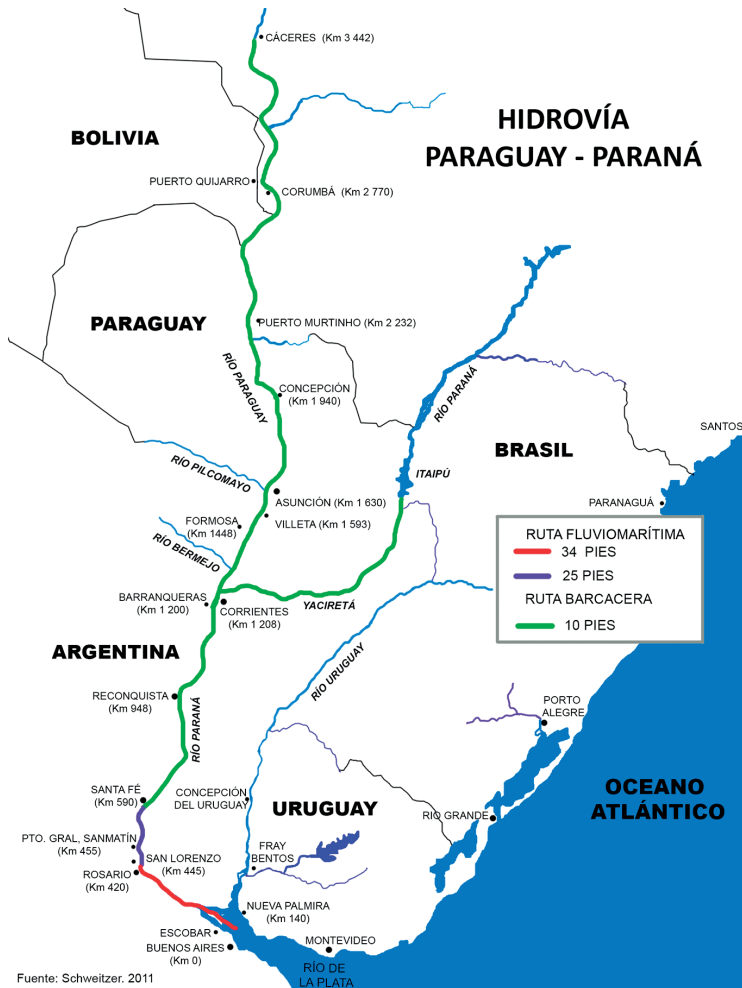 CÁCERES (Km 3 442)
HIDROVÍA
PARAGUAY - PARANÁ
BOLIVIA
PUERTO QUIJARRO
CORUMBÁ (Km 2 770)
PARAGUAY
PUERTO MURTINHO (Km 2 232)
RÍO PARAGUAY
CONCEPCIÓN
(Km 1 940)
RÍO PARANÁ
SANTOS
BRASIL
RÍO PILCOMAYO
ITAIPÚ
ASUNCIÓN (Km 1 630)
PARANAGUÁ
FORMOSA
(Km 1448)
VILLETA (Km 1 593)
RUTA FLUVIOMARÍTIMA
34 PIES
25 PIES
RUTA BARCACERA
10 PIES
RÍO BERMEJO
BARRANQUERAS
(Km 1 200)
CORRIENTES
(Km 1 208)
YACIRETÁ
ARGENTINA
RÍO URUGUAY
RECONQUISTA
(Km 948)
RÍO PARANÁ
PORTO
ALEGRE
SANTA FÉ
(Km 590)
CONCEPCIÓN
DEL URUGUAY
URUGUAY
OCEANO
ATLÁNTICO
RIO GRANDE
PTO. GRAL, SANMATÍN
(Km 455)
SAN LORENZO
(Km 445)
FRAY
BENTOS
ROSARIO
(Km 420)
NUEVA PALMIRA
(Km 140)
ESCOBAR
BUENOS AIRES
(Km 0)
MONTEVIDEO
RÍO DE
LA PLATA
Fuente: Schweitzer. 2011